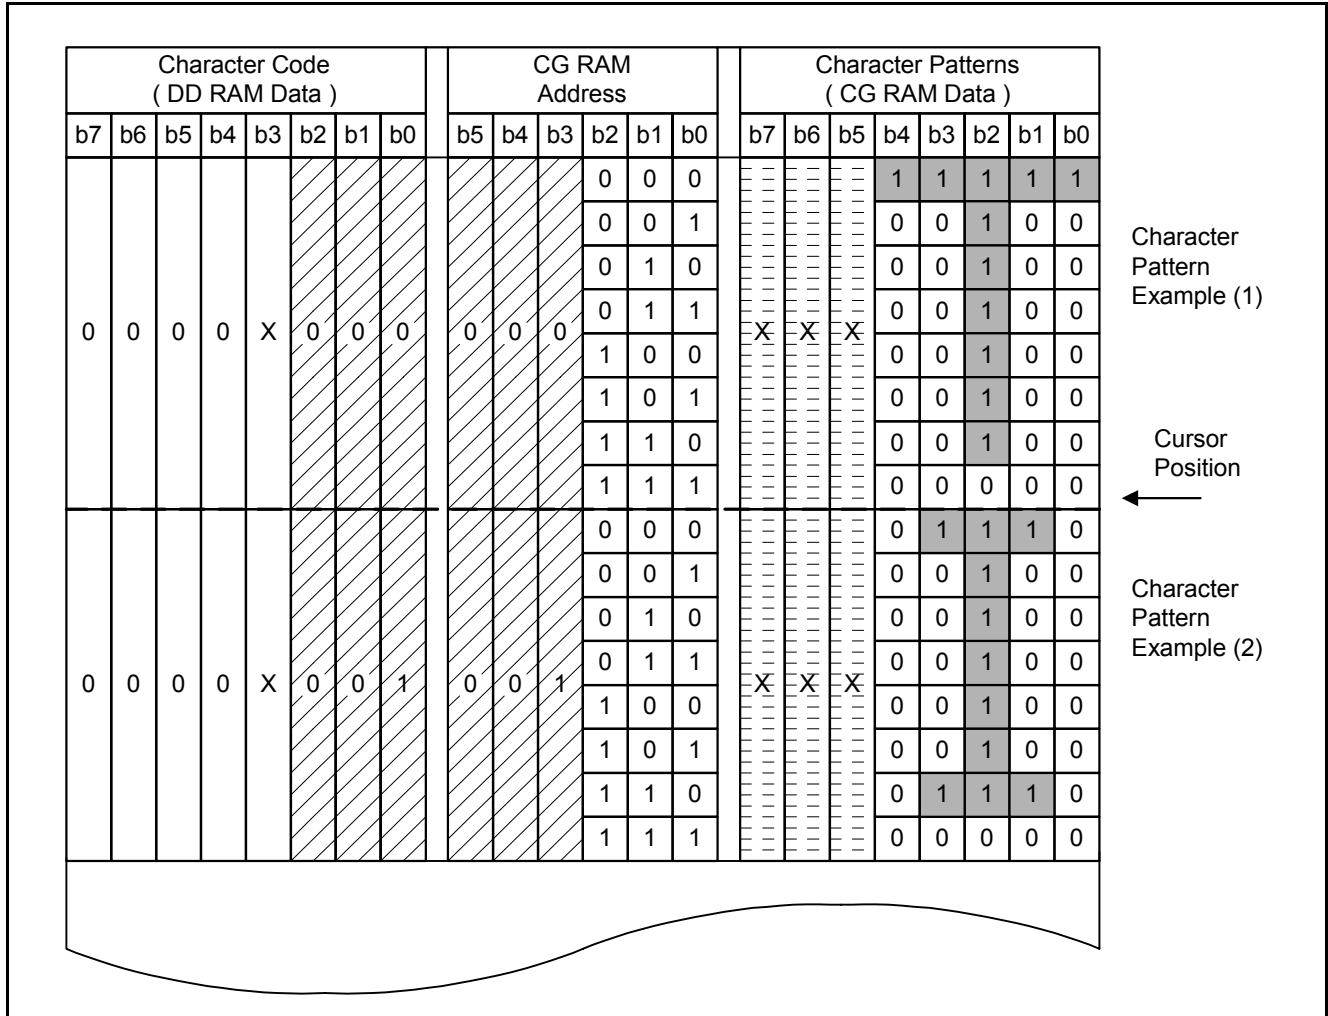 Character Code CG RAM Character Patterns
( DD RAM Data ) Address ( CG RAM Data )
b7 b6 b5 b4 b3 b2 b1 b0 b5 b4 b3 b2 b1 b0 b7 b6 b5 b4 b3 b2 b1 b0
0 0 0 1 1 1 1 1
0 0 1 0 0 1 0 0
0 1 0 0 0 1 0 0
0 1 1 0 0 1 0 0
0 0 0 0 X 0 0 0 0 0 0 X X X
1 0 0 0 0 1 0 0
1 0 1 0 0 1 0 0
1 1 0 0 0 1 0 0
1 1 1 0 0 0 0 0
Character
Pattern
Example (1)
Cursor
Position
0 0 0 0 1 1 1 0
0 0 1 0 0 1 0 0
0 1 0 0 0 1 0 0
0 1 1 0 0 1 0 0
0 0 0 0 X 0 0 1 0 0 1 X X X
1 0 0 0 0 1 0 0
1 0 1 0 0 1 0 0
1 1 0 0 1 1 1 0
1 1 1 0 0 0 0 0
Character
Pattern
Example (2)